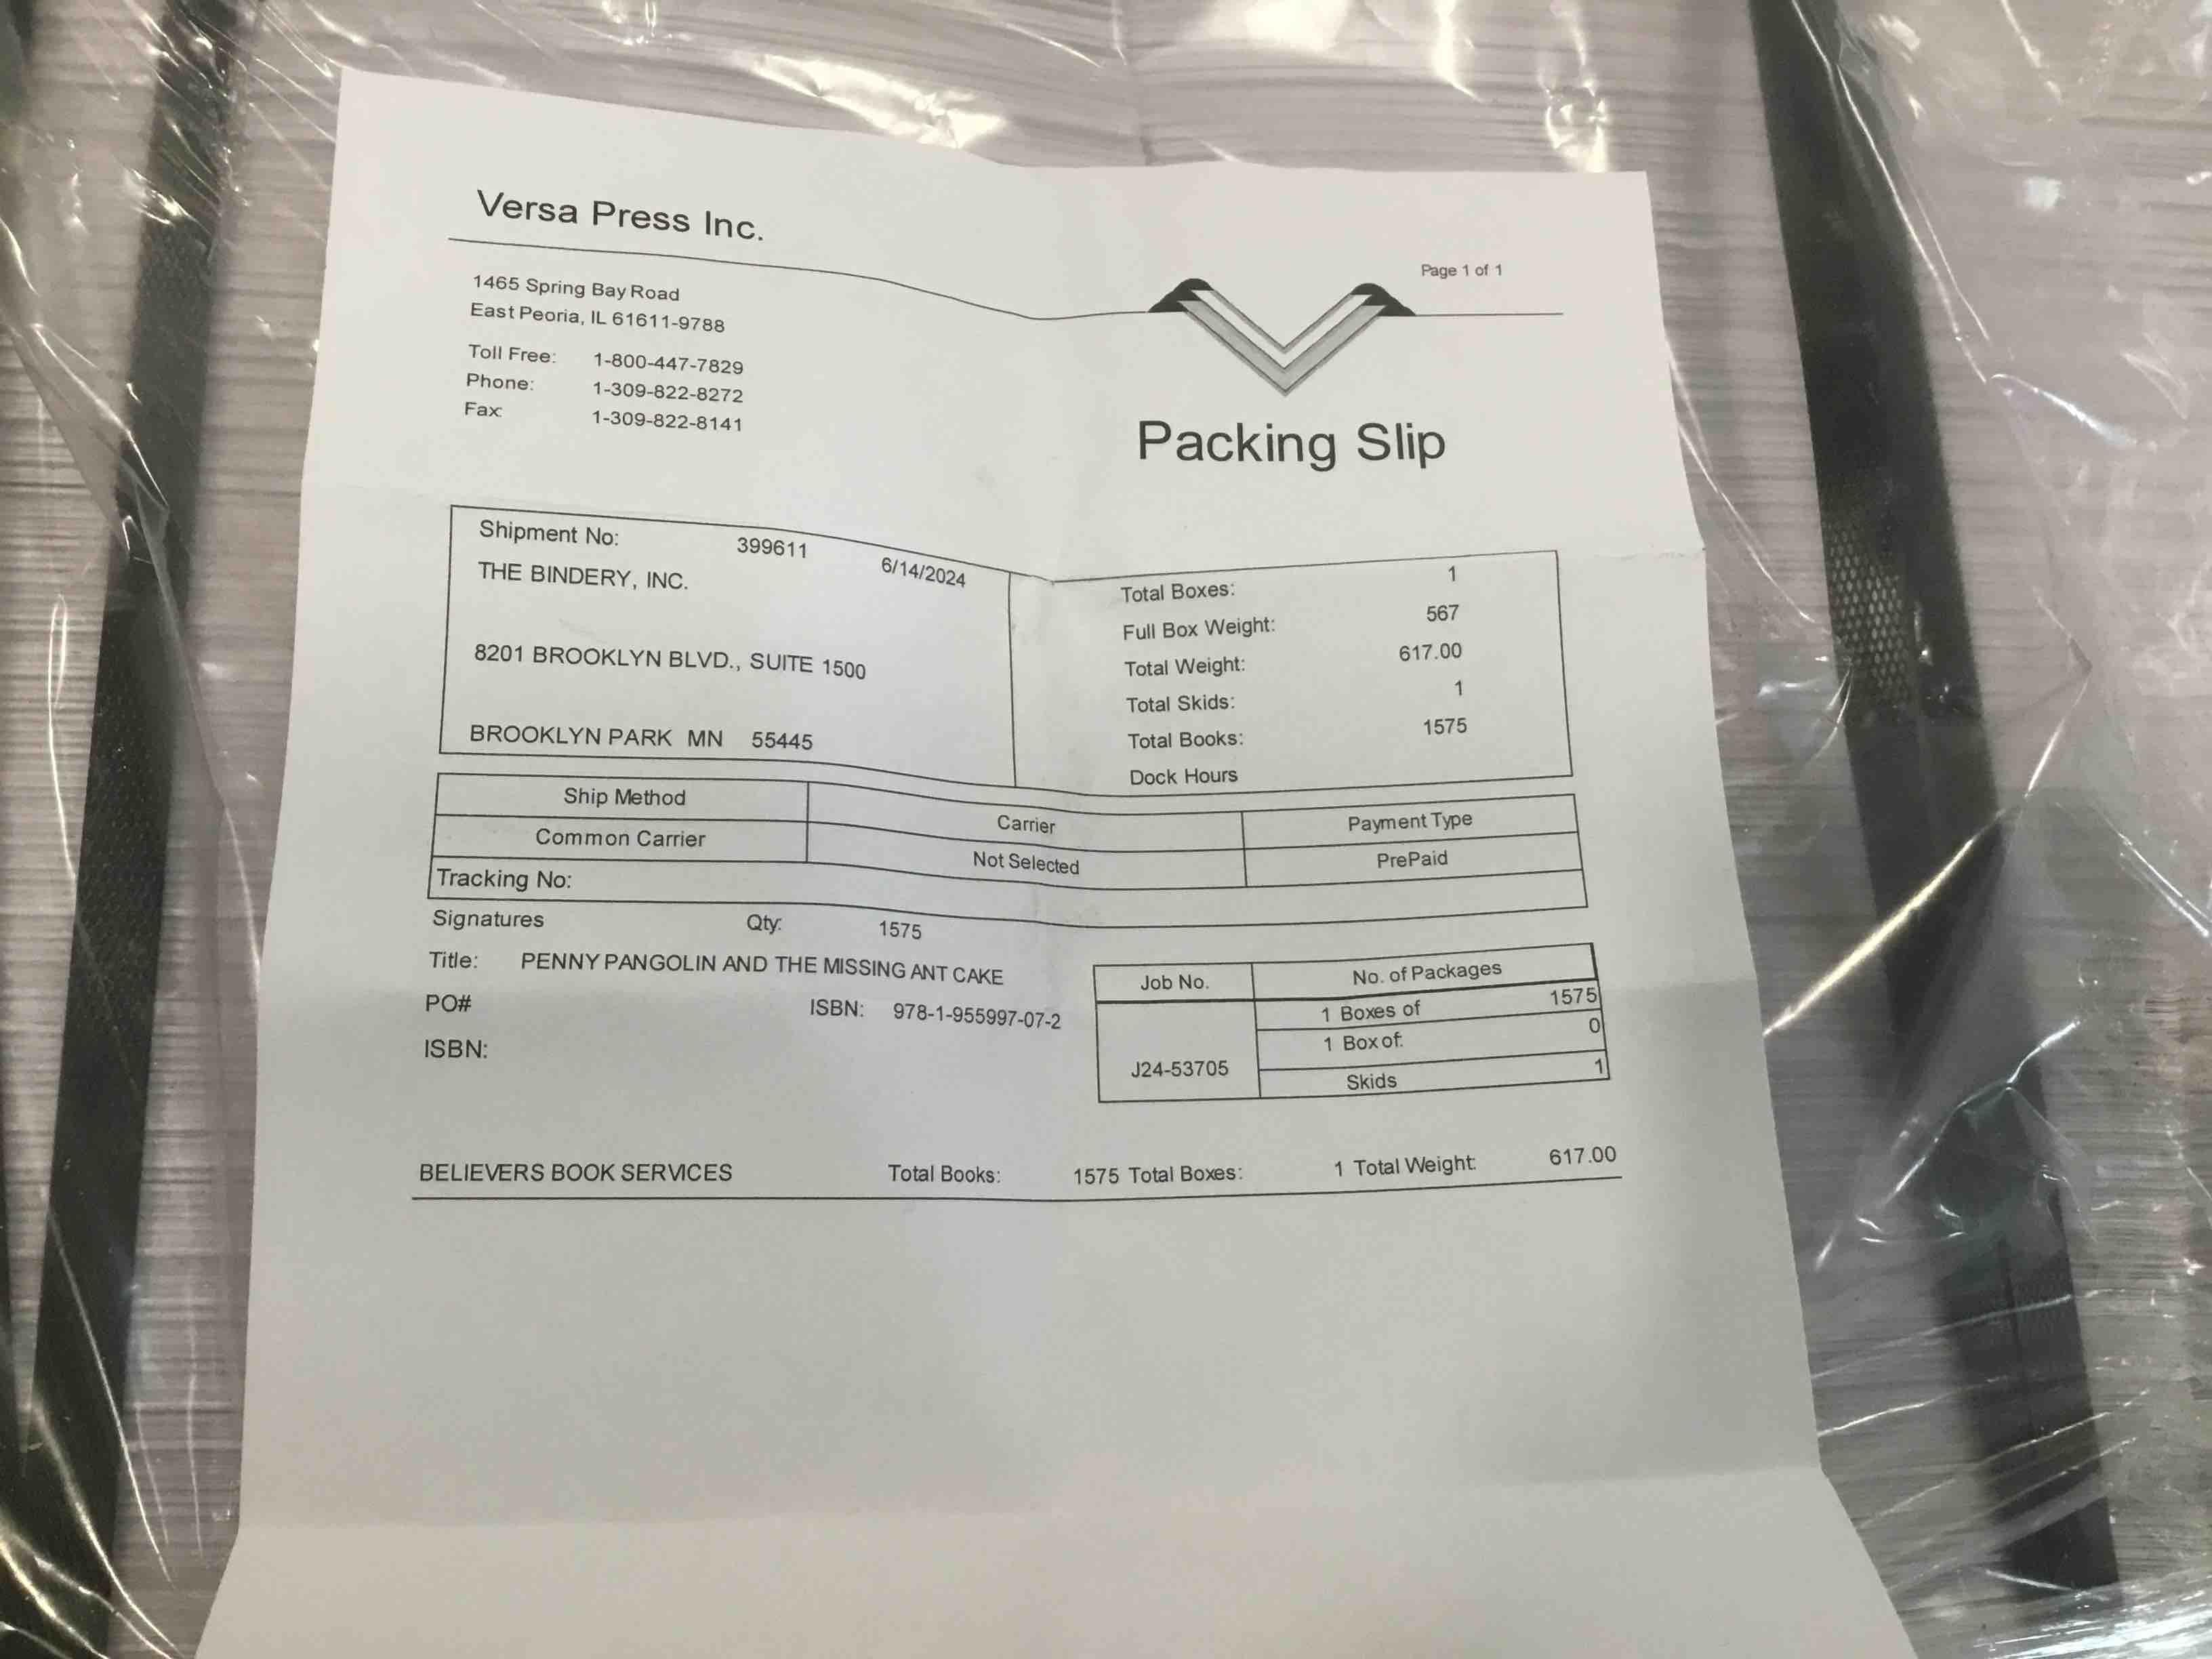 Versa Press Inc.
Page 1 of 1
1465 Spring Bay Road
East Peoria, IL 61611-9788
Toll Free: 1-800-447-7829
Phone: 1-309-822-8272
Fax: 1-309-822-8141
Packing Slip
Shipment No: 399611 6/14/2024
THE BINDERY, INC.
8201 BROOKLYN BLVD., SUITE 1500
BROOKLYN PARK MN 55445
Total Boxes: 1
Full Box Weight: 567
Total Weight: 617.00
Total Skids: 1
Total Books: 1575
Dock Hours
Ship Method Carrier Payment Type
Common Carrier Not Selected PrePaid
Tracking No:
Signatures Qty: 1575
Title: PENNY PANGOLIN AND THE MISSING ANT CAKE
PO# ISBN: 978-1-955997-07-2
ISBN:
Job No. No. of Packages
1 Boxes of 1575
1 Box of: 0
J24-53705 Skids 1
BELIEVERS BOOK SERVICES Total Books: 1575 Total Boxes: 1 Total Weight: 617.00